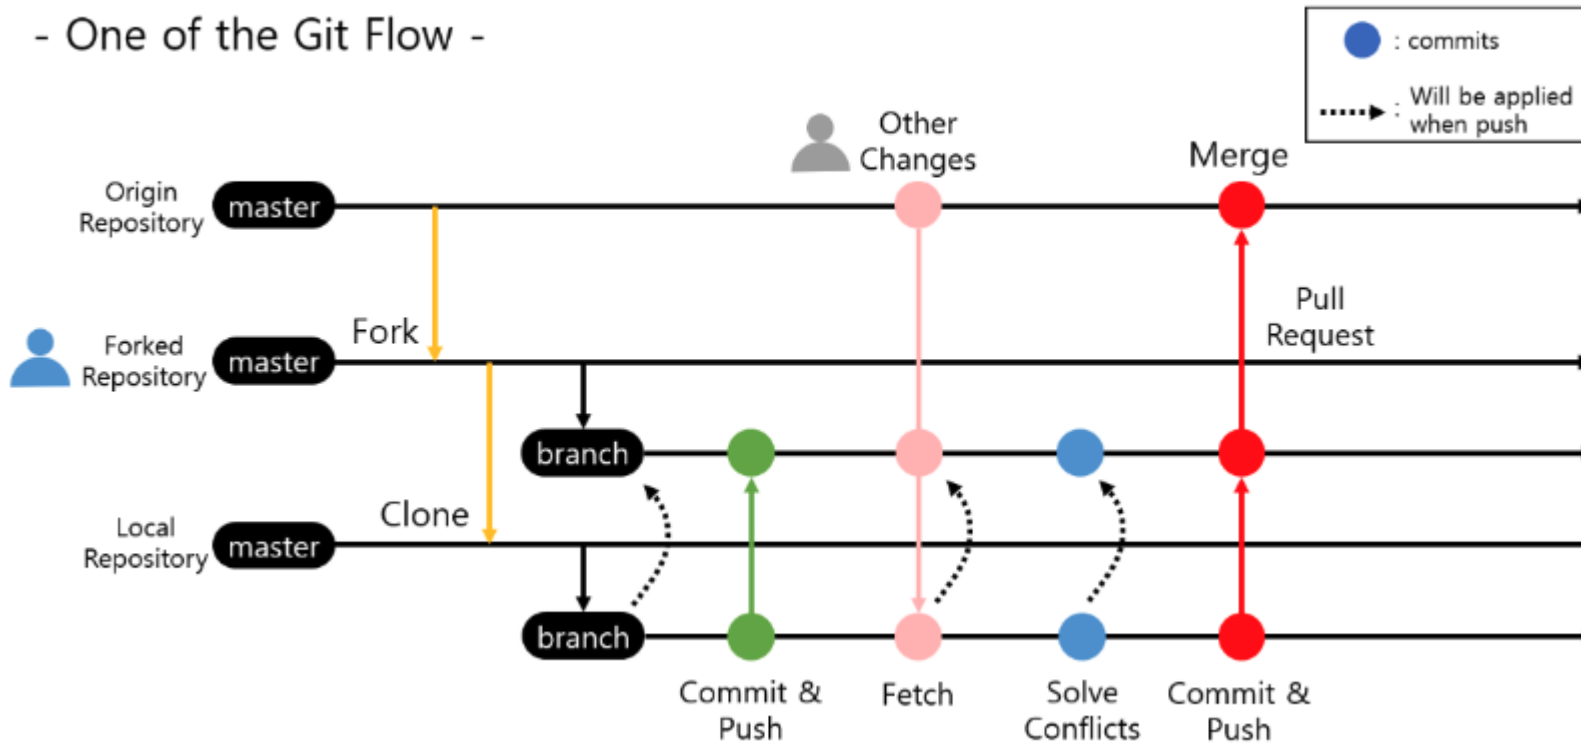 - One of the Git Flow -
: commits
: Will be applied
when push
Other
Changes
Merge
Origin
Repository
master
Pull
Request
Fork
Forked
Repository
master
branch
Clone
Local
Repository
master
branch
Commit &
Push
Fetch
Solve
Conflicts
Commit &
Push